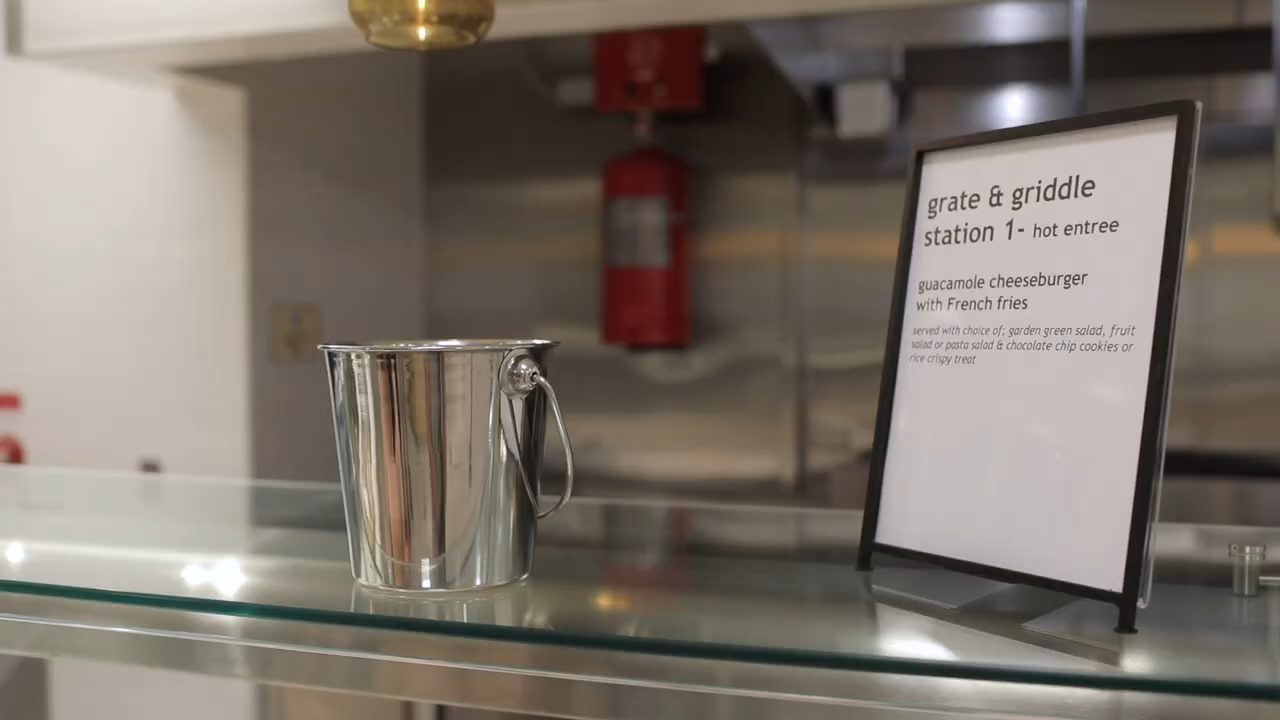 grate & griddle
station 1- hot entree
guacamole cheeseburger
with French fries
served with choice of; garden green salad, fruit
salad or pasta salad & chocolate chip cookies or
rice crispy treat